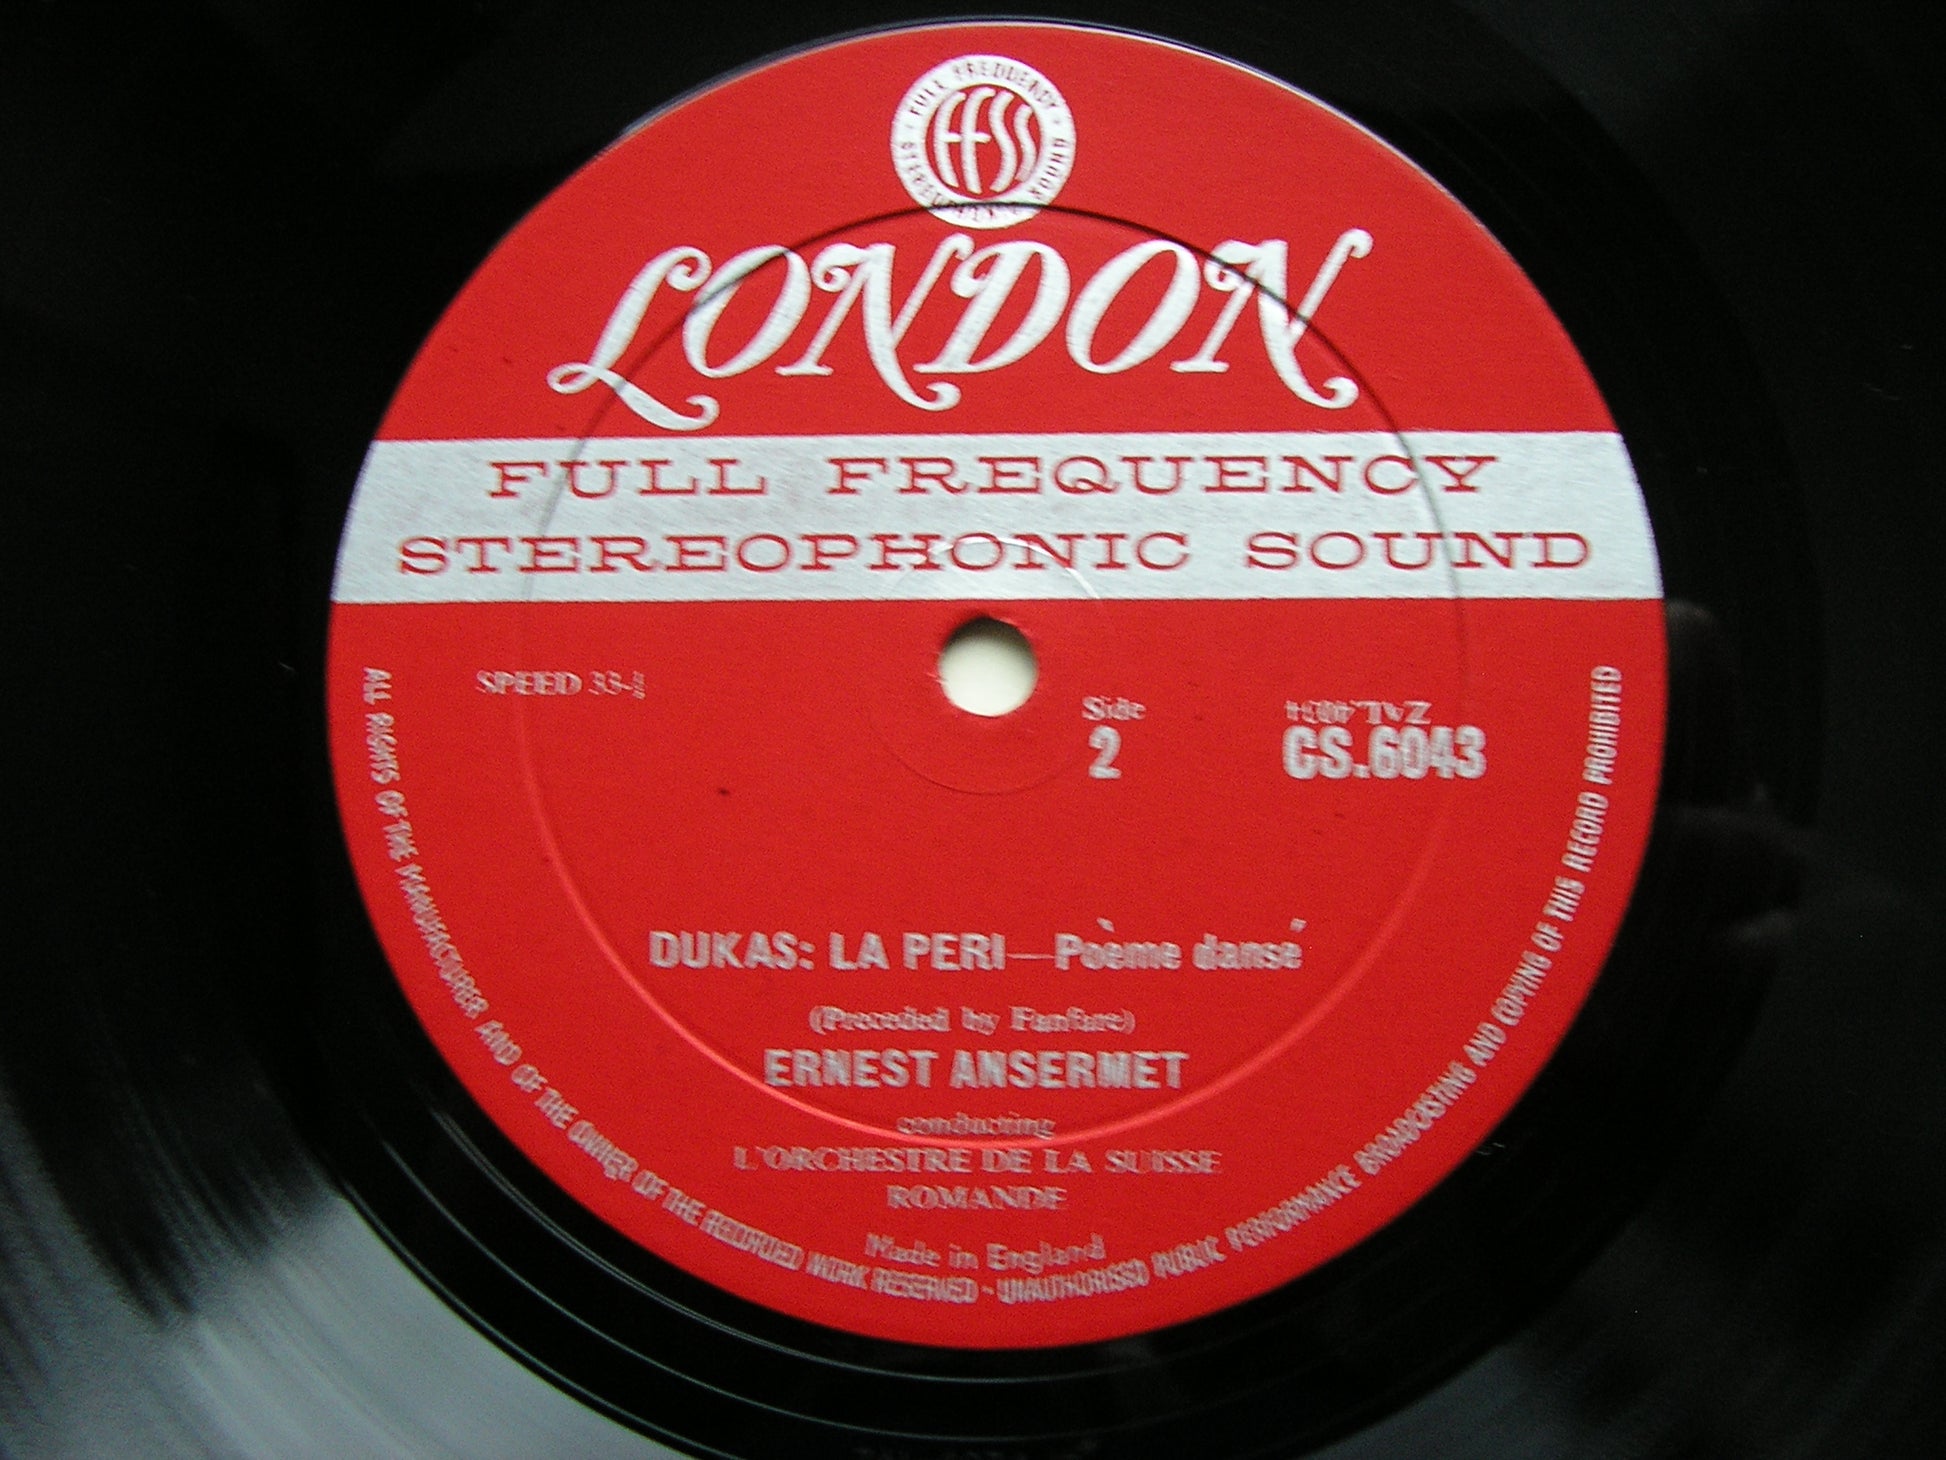 FULL FREQUENCY
STEREOPHONIC SOUND
FFSS
LONDON
FULL FREQUENCY
STEREOPHONIC SOUND
SPEED 33-⅓
Side
2
CS.6043
DUKAS: LA PERI—Poème dansé
(Preceded by Fanfare)
ERNEST ANSERMET
conducting
L'ORCHESTRE DE LA SUISSE
ROMANDE
Made in England
ALL RIGHTS OF THE MANUFACTURER AND OF THE OWNER OF THE RECORDED WORK RESERVED - UNAUTHORISED PUBLIC PERFORMANCE BROADCASTING AND COPYING OF THIS RECORD PROHIBITED